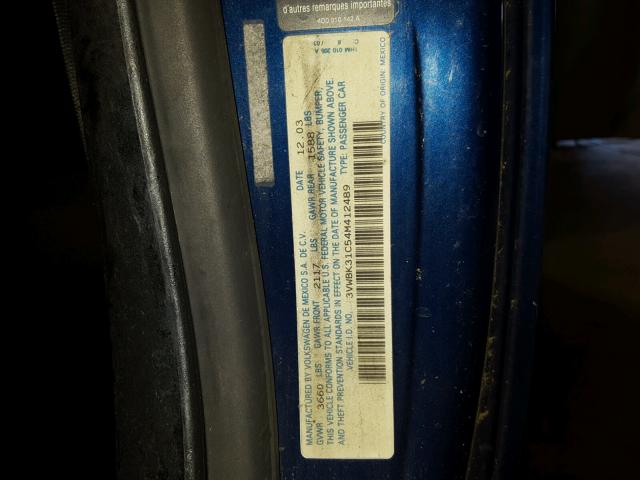 d'autres remarques importantes
4D0 010 142 A
MANUFACTURED BY VOLKSWAGEN DE MEXICO S.A. DE C.V. DATE 12.03
GVWR 3660 LBS GAWR FRONT 2117 LBS GAWR REAR 1588 LBS
THIS VEHICLE CONFORMS TO ALL APPLICABLE U.S. FEDERAL MOTOR VEHICLE SAFETY, BUMPER,
AND THEFT PREVENTION STANDARDS IN EFFECT ON THE DATE OF MANUFACTURE SHOWN ABOVE.
VEHICLE I.D. NO. 3VWBK31C54M412489 TYPE: PASSENGER CAR
COUNTRY OF ORIGIN: MEXICO